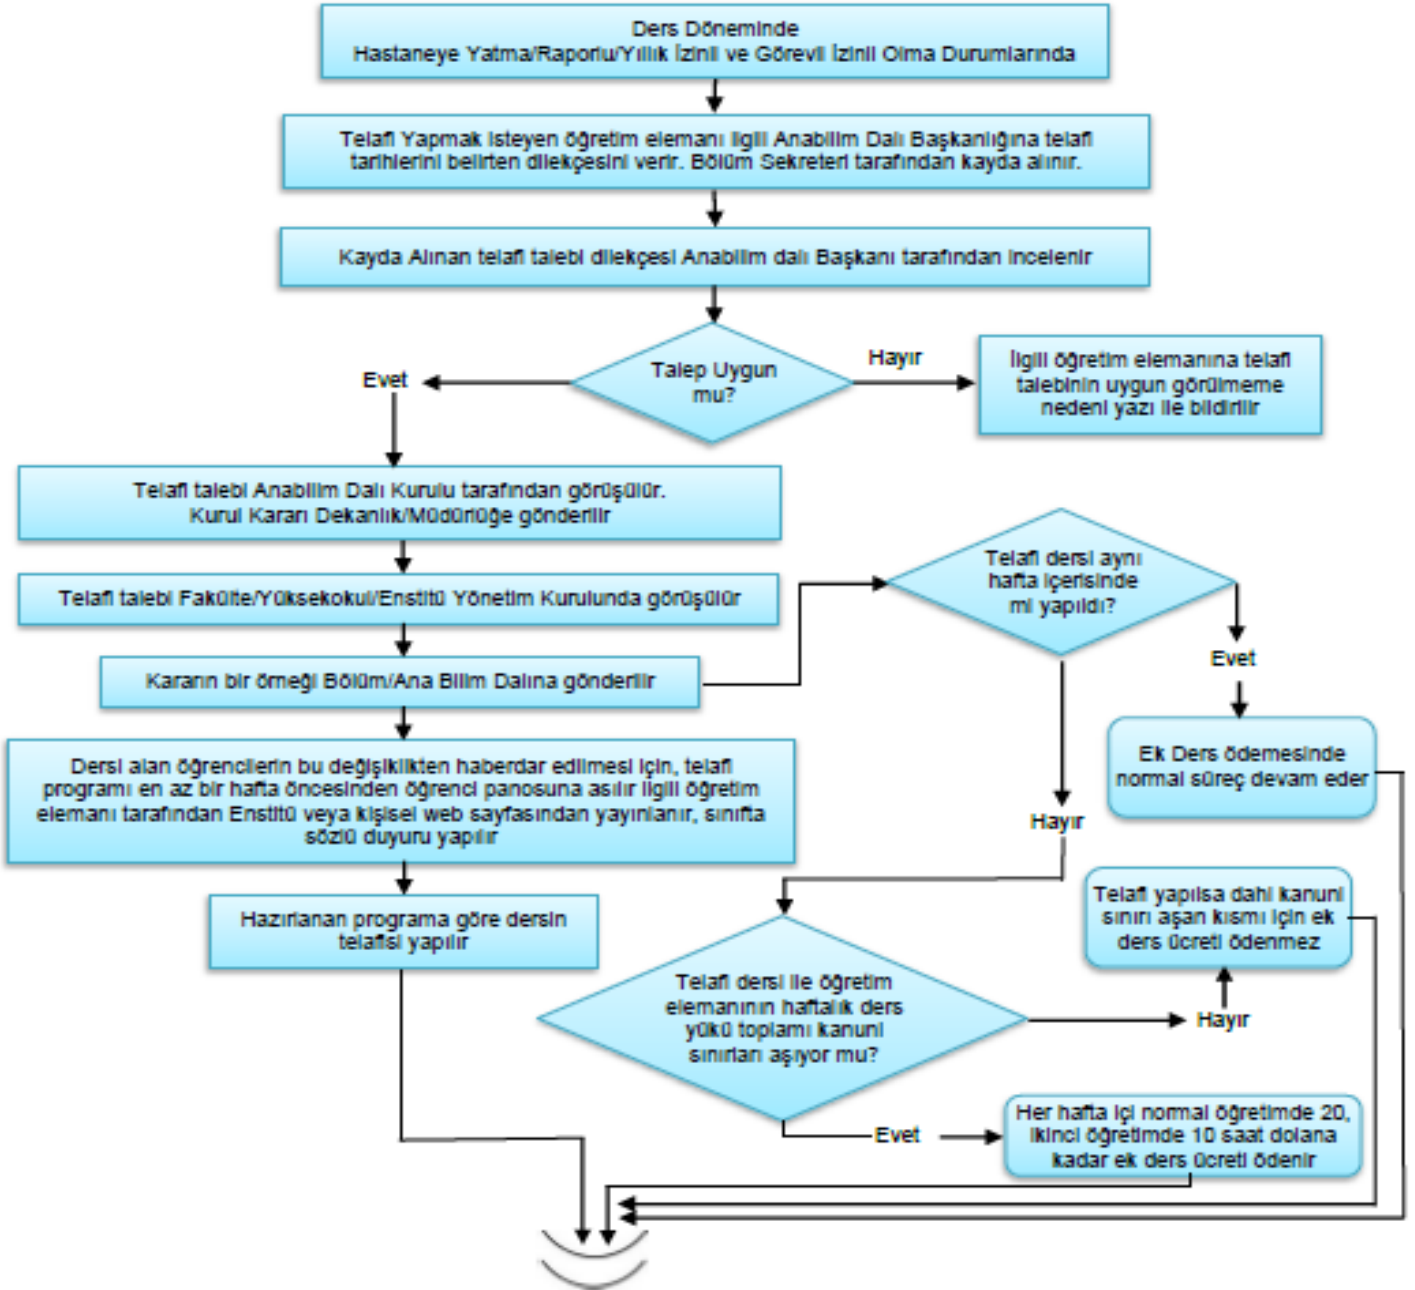 Ders Döneminde
Hastaneye Yatma/Raporlu/Yıllık İzinli ve Görevli İzinli Olma Durumlarında
Telafi Yapmak isteyen öğretim elemanı ilgili Anabilim Dalı Başkanlığına telafi
tarihlerini belirten dilekçesini verir. Bölüm Sekreteri tarafından kayda alınır.
Kayda Alınan telafi talebi dilekçesi Anabilim dalı Başkanı tarafından incelenir
Talep Uygun
mu?
Hayır
Evet
İlgili öğretim elemanına telafi
talebinin uygun görülmeme
nedeni yazı ile bildirilir
Telafi talebi Anabilim Dalı Kurulu tarafından görüşülür.
Kurul Kararı Dekanlık/Müdürlüğe gönderilir
Telafi talebi Fakülte/Yüksekokul/Enstitü Yönetim Kurulunda görüşülür
Kararın bir örneği Bölüm/Ana Bilim Dalına gönderilir
Dersi alan öğrencilerin bu değişiklikten haberdar edilmesi için, telafi
programı en az bir hafta öncesinden öğrenci panosuna asılır ilgili öğretim
elemanı tarafından Enstitü veya kişisel web sayfasından yayınlanır, sınıfta
sözlü duyuru yapılır
Hazırlanan programa göre dersin
telafisi yapılır
Telafi dersi aynı
hafta içerisinde
mi yapıldı?
Evet
Ek Ders ödemesinde
normal süreç devam eder
Hayır
Telafi yapılsa dahi kanuni
sınırı aşan kısmı için ek
ders ücreti ödenmez
Telafi dersi ile öğretim
elemanının haftalık ders
yükü toplamı kanuni
sınırları aşıyor mu?
Hayır
Evet
Her hafta içi normal öğretimde 20,
ikinci öğretimde 10 saat dolana
kadar ek ders ücreti ödenir